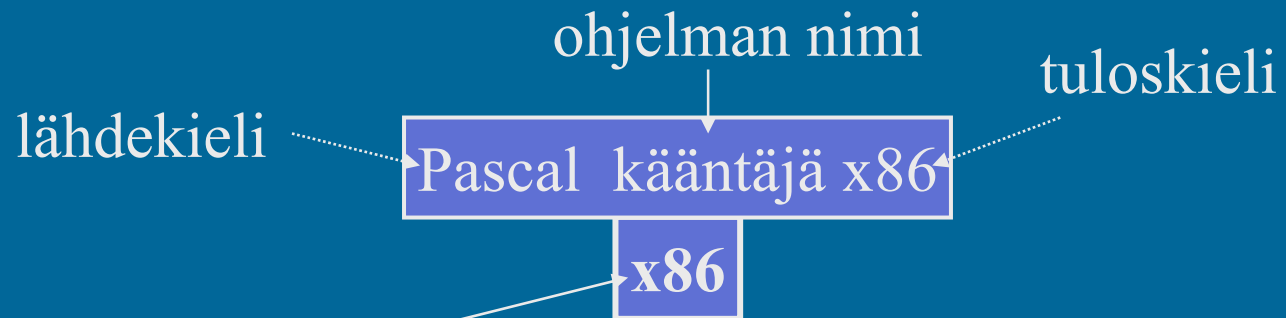 ohjelman nimi
tuloskieli
lähdekieli
Pascal kääntäjä x86
x86